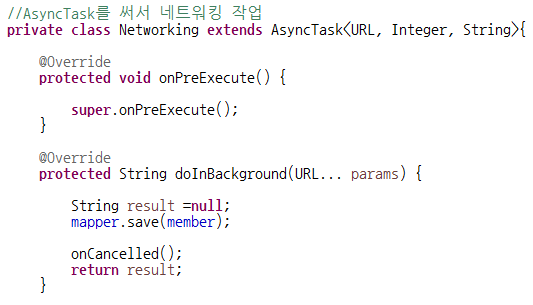 //AsyncTask를 써서 네트워킹 작업
private class Networking extends AsyncTask<URL, Integer, String>{
@Override
protected void onPreExecute() {
super.onPreExecute();
}
@Override
protected String doInBackground(URL... params) {
String result =null;
mapper.save(member);
onCancelled();
return result;
}